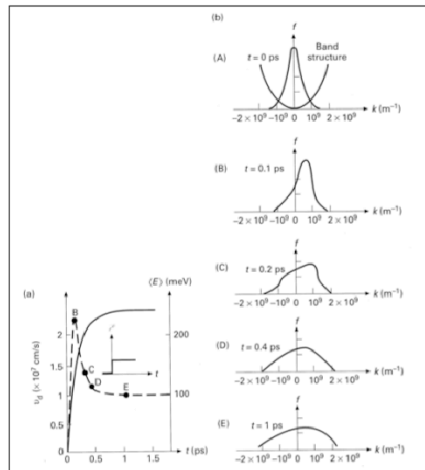 (b)
f
(A)
t = 0 ps
Band
structure
k (m⁻¹)
−2 × 10⁹ −10⁹ 0 10⁹ 2 × 10⁹
f
(B)
t = 0.1 ps
k (m⁻¹)
−2 × 10⁹ −10⁹ 0 10⁹ 2 × 10⁹
f
(C)
t = 0.2 ps
k (m⁻¹)
−2 × 10⁹ −10⁹ 0 10⁹ 2 × 10⁹
f
(D)
t = 0.4 ps
k (m⁻¹)
−2 × 10⁹ −10⁹ 0 10⁹ 2 × 10⁹
f
(E)
t = 1 ps
k (m⁻¹)
−2 × 10⁹ −10⁹ 0 10⁹ 2 × 10⁹
(a)
⟨E⟩ (meV)
B
2
200
C
1.5
t
D
E
1
100
0.5
0
0 0.5 1 1.5 t (ps)
υd (× 10⁷ cm/s)